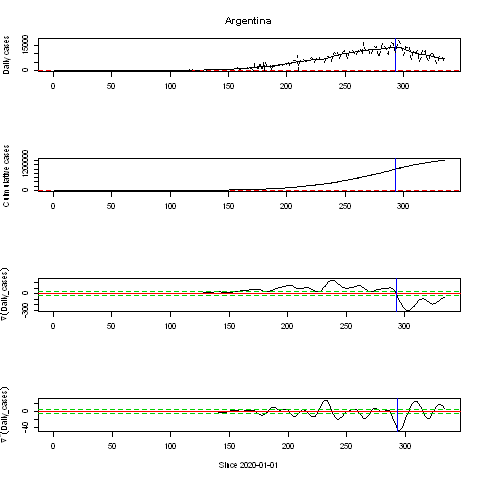 Argentina
Daily cases
0 15000
0 50 100 150 200 250 300
Culmulative cases
0 1200000
0 50 100 150 200 250 300
∇(Daily_cases)
-300 0
0 50 100 150 200 250 300
∇²(Daily_cases)
-40 0
0 50 100 150 200 250 300
Since 2020-01-01